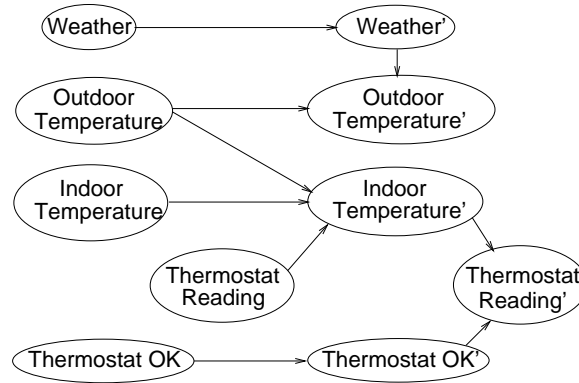 Weather
Weather’
Outdoor
Temperature
Outdoor
Temperature’
Indoor
Temperature
Indoor
Temperature’
Thermostat
Reading
Thermostat
Reading’
Thermostat OK
Thermostat OK’